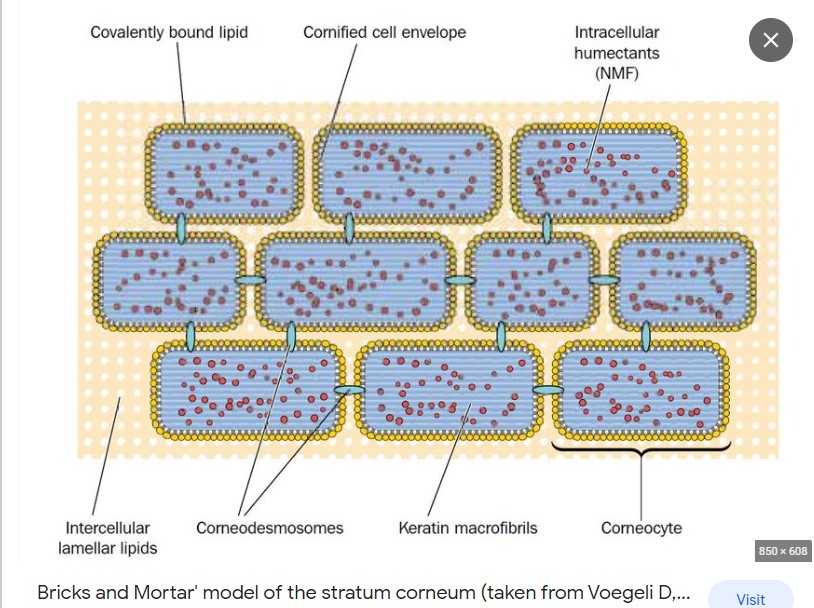 Covalently bound lipid
Cornified cell envelope
Intracellular
humectants
(NMF)
Intercellular
lamellar lipids
Corneodesmosomes
Keratin macrofibrils
Corneocyte
850 × 608
Bricks and Mortar' model of the stratum corneum (taken from Voegeli D,...
Visit